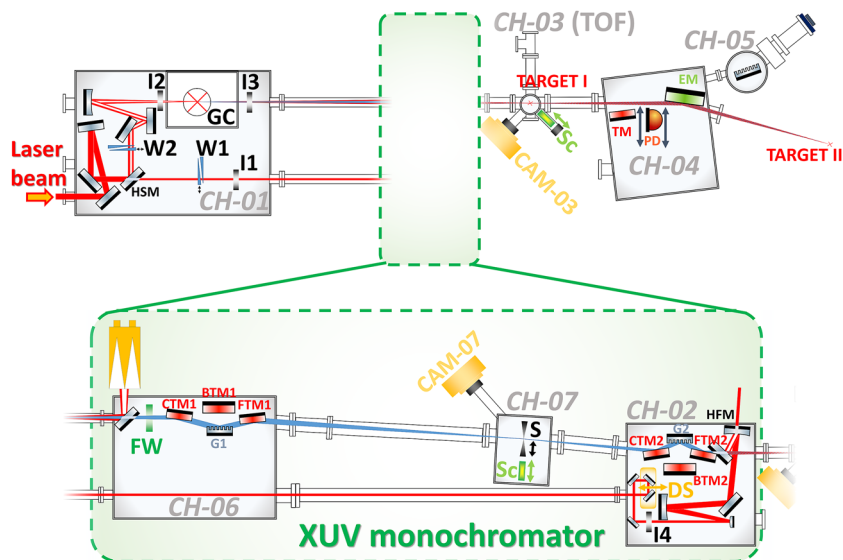 CH-03 (TOF)
CH-05
I2
I3
TARGET I
EM
GC
TM
PD
Sc
W2
W1
I1
Laser
beam
HSM
CH-01
CAM-03
CH-04
TARGET II
CAM-07
CH-07
CH-02
HFM
CTM1
BTM1
FTM1
G1
FW
S
Sc
CTM2
G2
FTM2
BTM2
DS
I4
CH-06
XUV monochromator